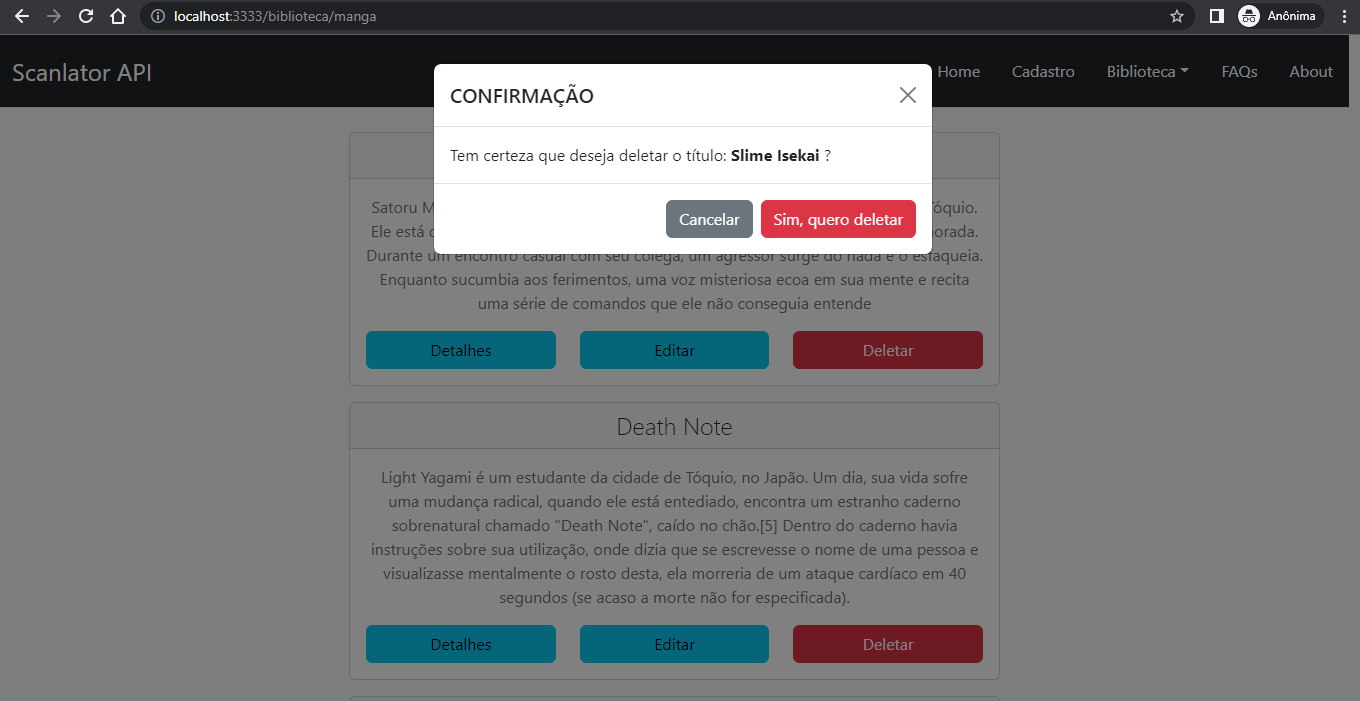 localhost:3333/biblioteca/manga
Anônima
Scanlator API
Home Cadastro Biblioteca FAQs About
CONFIRMAÇÃO
Tem certeza que deseja deletar o título: Slime Isekai ?
Cancelar Sim, quero deletar
Satoru
Ele está
Durante um encontro casual com seu colega, um agressor surge do nada e o esfaqueia.
Enquanto sucumbia aos ferimentos, uma voz misteriosa ecoa em sua mente e recita
uma série de comandos que ele não conseguia entende
Detalhes Editar Deletar
Death Note
Light Yagami é um estudante da cidade de Tóquio, no Japão. Um dia, sua vida sofre
uma mudança radical, quando ele está entediado, encontra um estranho caderno
sobrenatural chamado "Death Note", caído no chão.[5] Dentro do caderno havia
instruções sobre sua utilização, onde dizia que se escrevesse o nome de uma pessoa e
visualizasse mentalmente o rosto desta, ela morreria de um ataque cardíaco em 40
segundos (se acaso a morte não for especificada).
Detalhes Editar Deletar